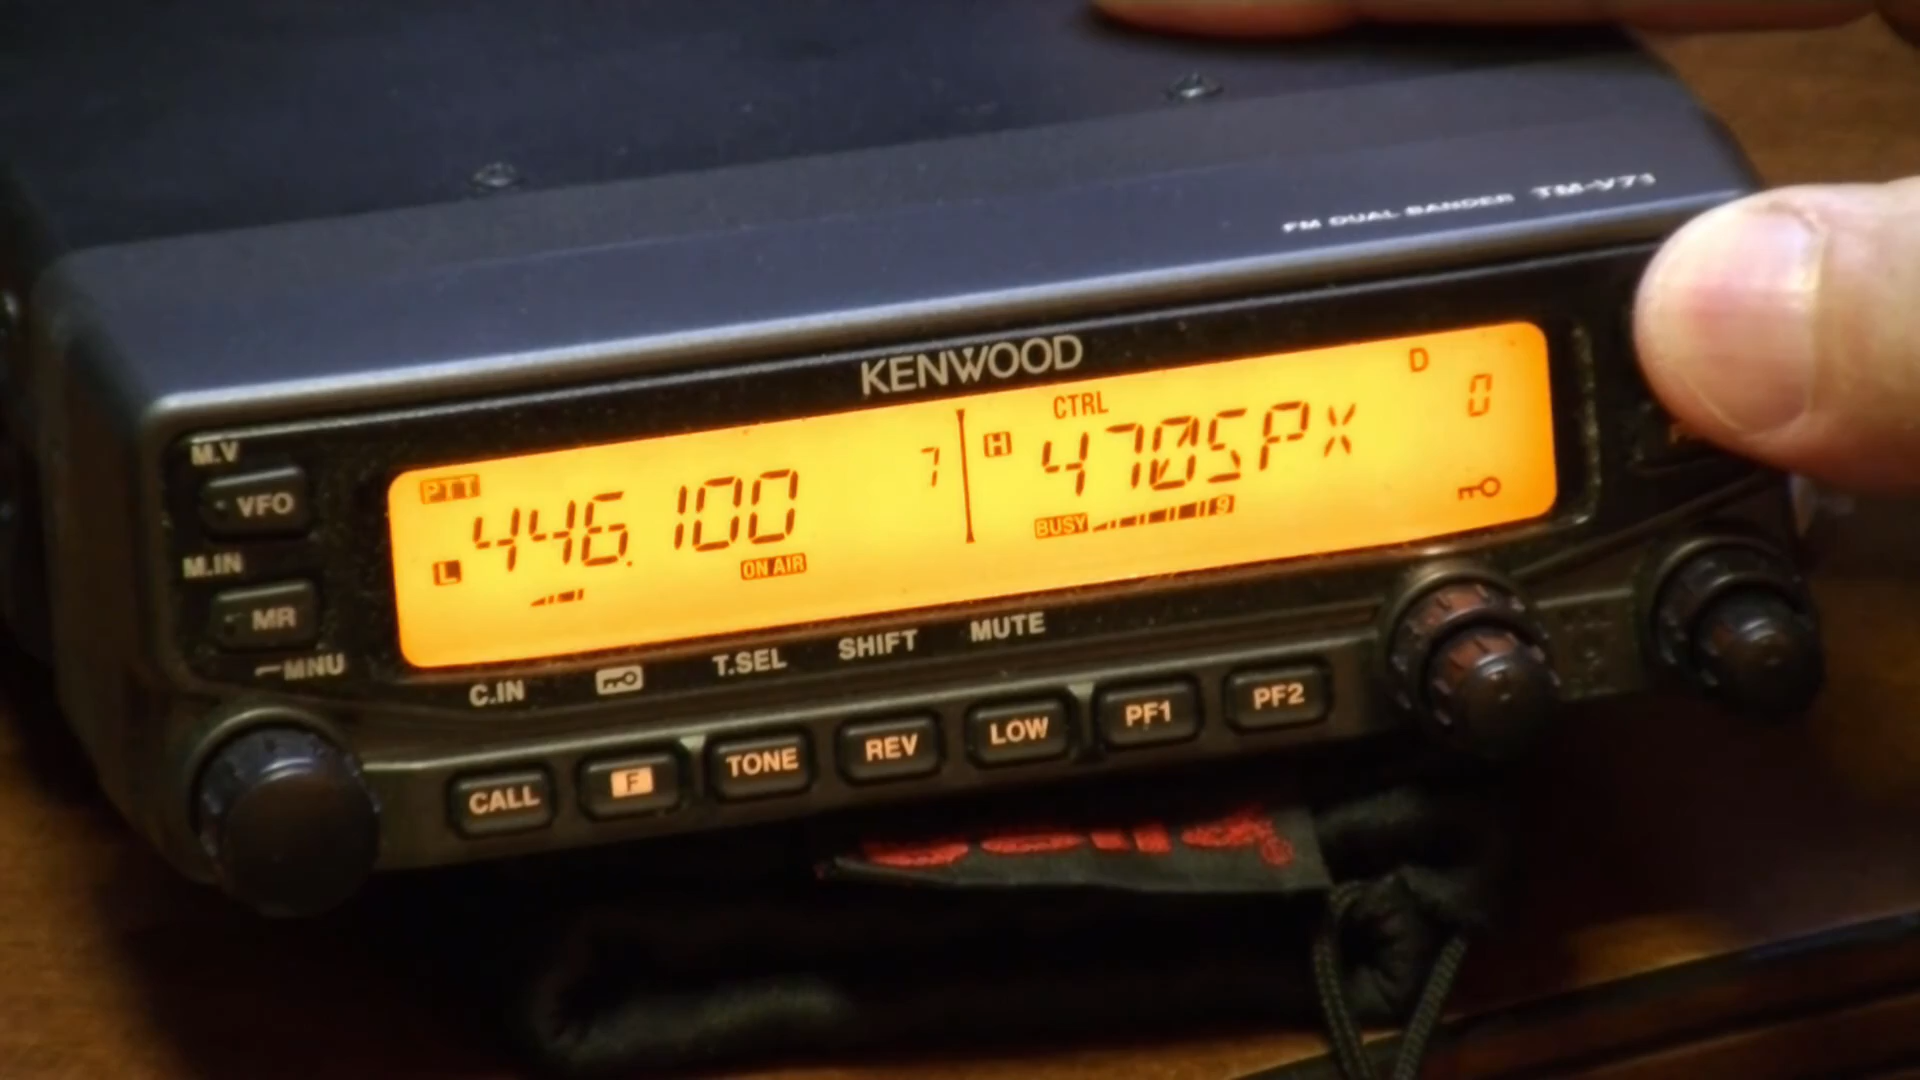 FM DUAL BANDER TM-V71
KENWOOD
M.V
VFO
M.IN
MR
MNU
PTT
L 446.100 7
ON AIR
CTRL D
H 470SPX 0
BUSY 9
C.IN T.SEL SHIFT MUTE
CALL F TONE REV LOW PF1 PF2